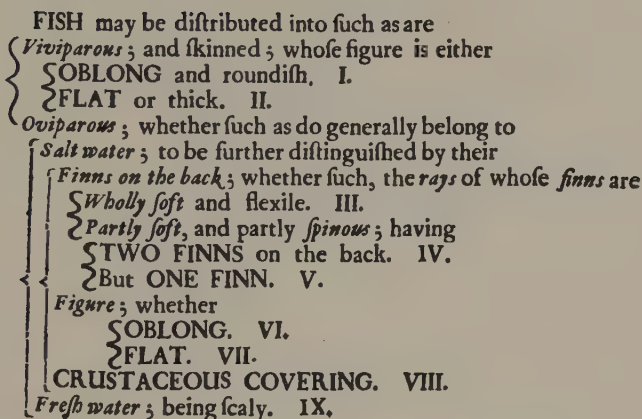 FISH may be diſtributed into ſuch as are
Viviparous; and ſkinned; whoſe figure is either
OBLONG and roundiſh. I.
FLAT or thick. II.
Oviparous; whether ſuch as do generally belong to
Salt water; to be further diſtinguiſhed by their
Finns on the back; whether ſuch, the rays of whoſe finns are
Wholly ſoft and flexile. III.
Partly ſoft, and partly ſpinous; having
TWO FINNS on the back. IV.
But ONE FINN. V.
Figure; whether
OBLONG. VI.
FLAT. VII.
CRUSTACEOUS COVERING. VIII.
Freſh water; being ſcaly. IX.